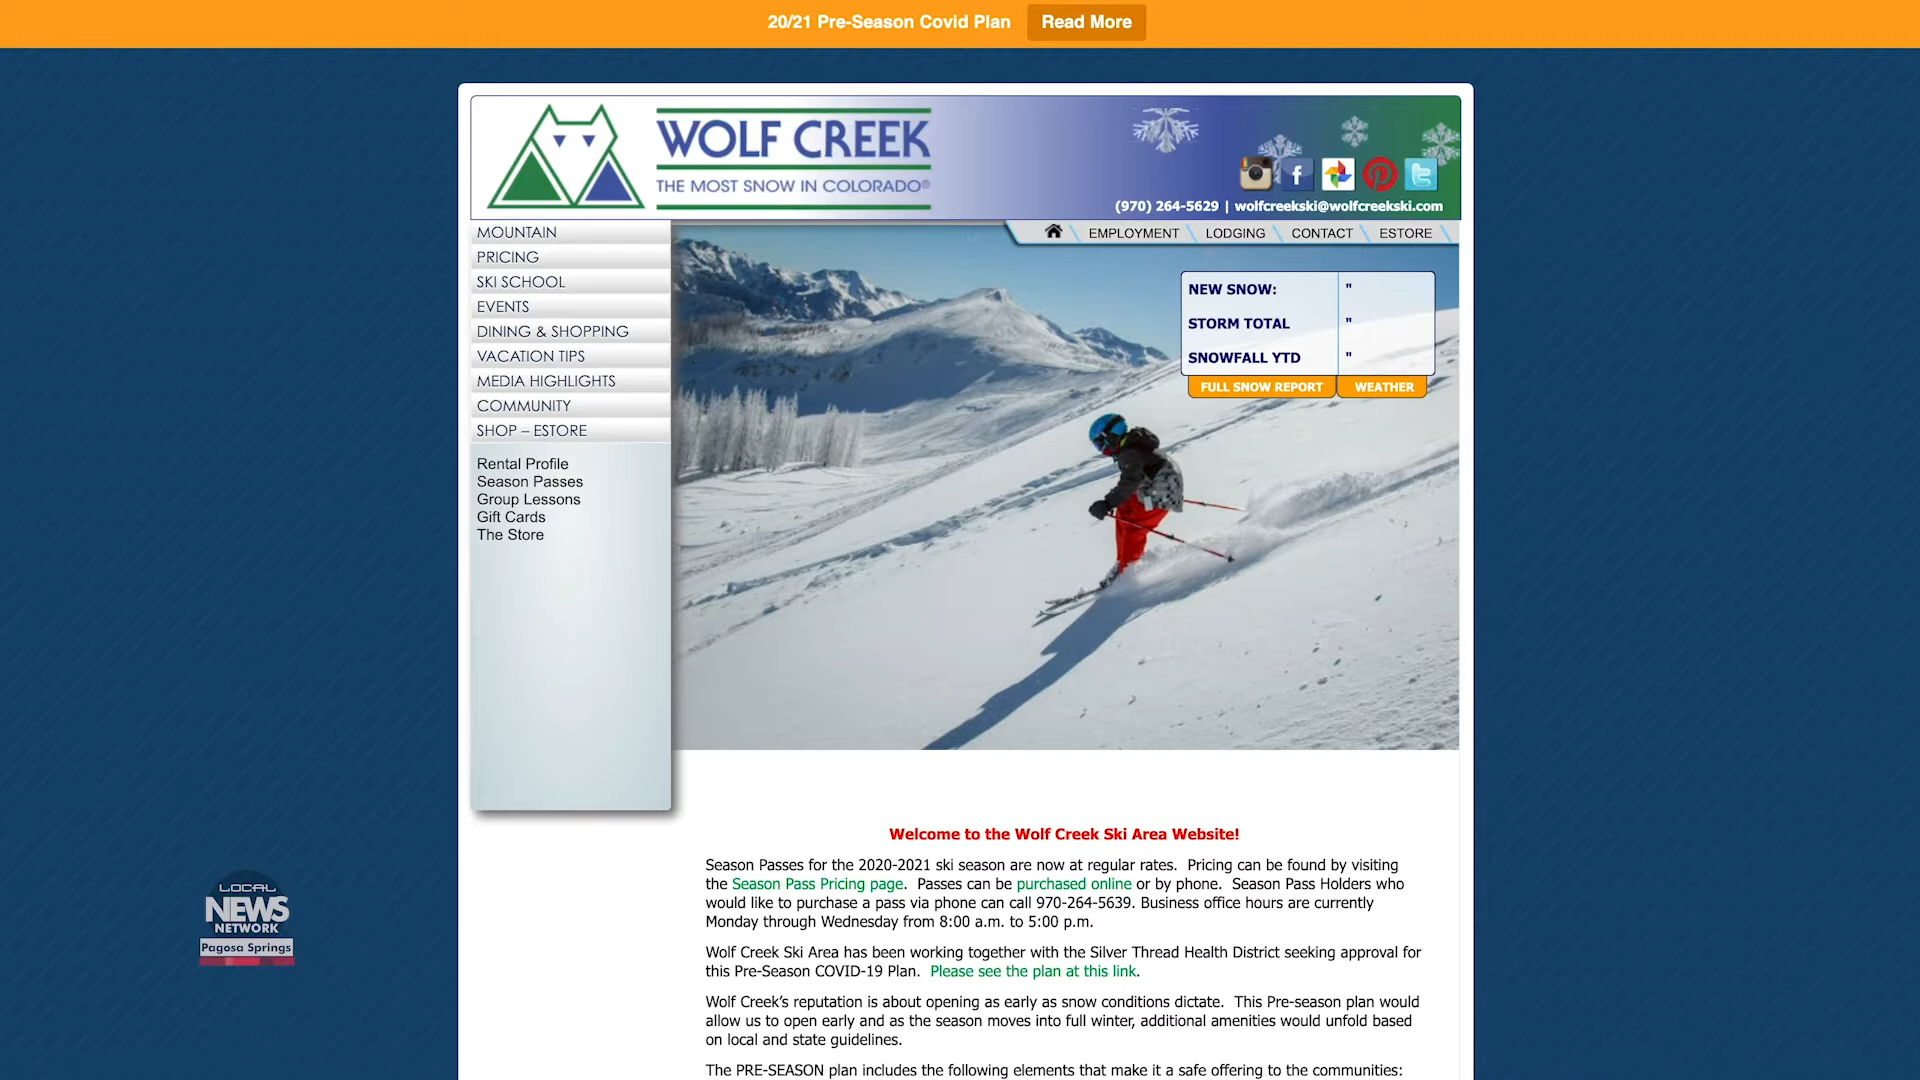 20/21 Pre-Season Covid Plan Read More
WOLF CREEK
THE MOST SNOW IN COLORADO®
(970) 264-5629 | wolfcreekski@wolfcreekski.com
EMPLOYMENT LODGING CONTACT ESTORE
MOUNTAIN
PRICING
SKI SCHOOL
EVENTS
DINING & SHOPPING
VACATION TIPS
MEDIA HIGHLIGHTS
COMMUNITY
SHOP – ESTORE
Rental Profile
Season Passes
Group Lessons
Gift Cards
The Store
NEW SNOW: "
STORM TOTAL "
SNOWFALL YTD "
FULL SNOW REPORT WEATHER
Welcome to the Wolf Creek Ski Area Website!
Season Passes for the 2020-2021 ski season are now at regular rates. Pricing can be found by visiting
the Season Pass Pricing page. Passes can be purchased online or by phone. Season Pass Holders who
would like to purchase a pass via phone can call 970-264-5639. Business office hours are currently
Monday through Wednesday from 8:00 a.m. to 5:00 p.m.
Wolf Creek Ski Area has been working together with the Silver Thread Health District seeking approval for
this Pre-Season COVID-19 Plan. Please see the plan at this link.
Wolf Creek’s reputation is about opening as early as snow conditions dictate. This Pre-season plan would
allow us to open early and as the season moves into full winter, additional amenities would unfold based
on local and state guidelines.
The PRE-SEASON plan includes the following elements that make it a safe offering to the communities:
LOCAL
NEWS
NETWORK
Pagosa Springs